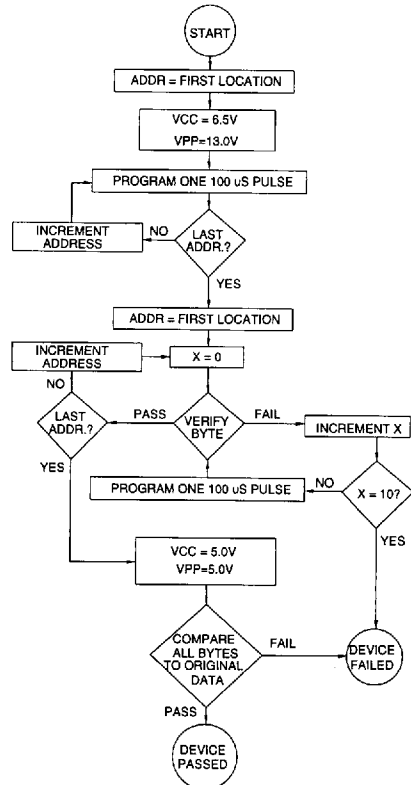 START
ADDR = FIRST LOCATION
VCC = 6.5V
VPP=13.0V
PROGRAM ONE 100 uS PULSE
INCREMENT
ADDRESS
NO
LAST
ADDR.?
YES
ADDR = FIRST LOCATION
INCREMENT
ADDRESS
X = 0
NO
PASS
FAIL
LAST
ADDR.?
VERIFY
BYTE
INCREMENT X
YES
PROGRAM ONE 100 uS PULSE
NO
X = 10?
YES
VCC = 5.0V
VPP=5.0V
COMPARE
ALL BYTES
TO ORIGINAL
DATA
FAIL
DEVICE
FAILED
PASS
DEVICE
PASSED